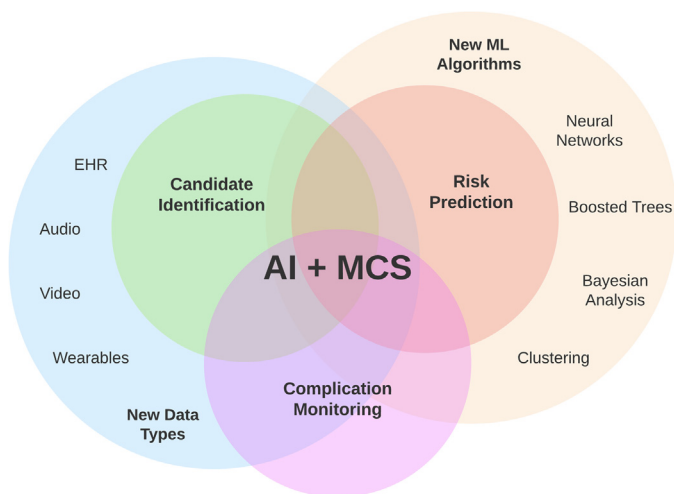 New ML
Algorithms
Neural
Networks
EHR
Candidate
Identification
Risk
Prediction
Boosted Trees
Audio
AI + MCS
Video
Bayesian
Analysis
Wearables
Clustering
Complication
Monitoring
New Data
Types